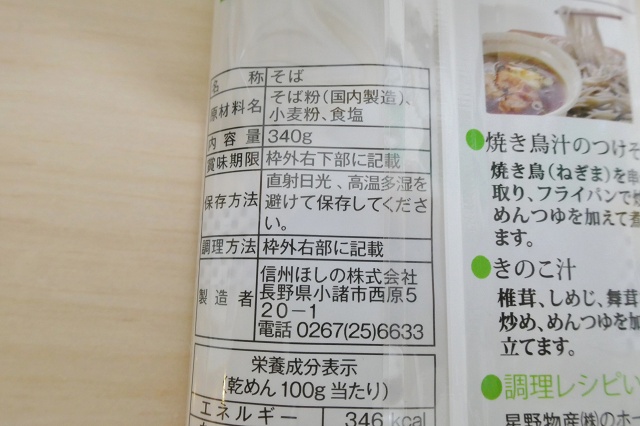 名 称 そば
原材料名 そば粉(国内製造)、
小麦粉、食塩
内容量 340g
賞味期限 枠外右下部に記載
保存方法 直射日光、高温多湿を
避けて保存してくださ
い。
調理方法 枠外右部に記載
製造者 信州ほしの株式会社
長野県小諸市西原5
20-1
電話 0267(25)6633
栄養成分表示
(乾めん 100g 当たり)
エネルギー 346 kcal
●焼き鳥汁のつけそ
焼き鳥(ねぎま)を串
取り、フライパンで炒
めんつゆを加えて煮
ます。
●きのこ汁
椎茸、しめじ、舞茸
炒め、めんつゆを加
立てます。
●調理レシピい
星野物産(株)のホー